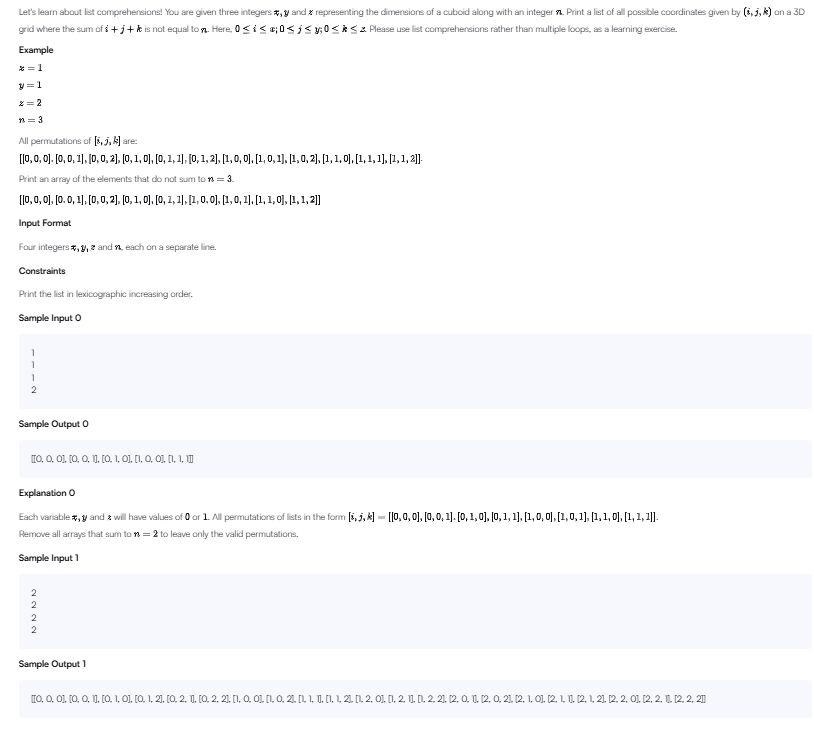 Let's learn about list comprehensions! You are given three integers x, y and z representing the dimensions of a cuboid along with an integer n. Print a list of all possible coordinates given by (i, j, k) on a 3D
grid where the sum of i + j + k is not equal to n. Here, 0 ≤ i ≤ x; 0 ≤ j ≤ y; 0 ≤ k ≤ z. Please use list comprehensions rather than multiple loops, as a learning exercise.
Example
x = 1
y = 1
z = 2
n = 3
All permutations of [i, j, k] are:
[[0, 0, 0], [0, 0, 1], [0, 0, 2], [0, 1, 0], [0, 1, 1], [0, 1, 2], [1, 0, 0], [1, 0, 1], [1, 0, 2], [1, 1, 0], [1, 1, 1], [1, 1, 2]].
Print an array of the elements that do not sum to n = 3.
[[0, 0, 0], [0, 0, 1], [0, 0, 2], [0, 1, 0], [0, 1, 1], [1, 0, 0], [1, 0, 1], [1, 1, 0], [1, 1, 2]]
Input Format
Four integers x, y, z and n, each on a separate line.
Constraints
Print the list in lexicographic increasing order.
Sample Input 0
1
1
1
2
Sample Output 0
[[0, 0, 0], [0, 0, 1], [0, 1, 0], [1, 0, 0], [1, 1, 1]]
Explanation 0
Each variable x, y and z will have values of 0 or 1. All permutations of lists in the form [i, j, k] = [[0, 0, 0], [0, 0, 1], [0, 1, 0], [0, 1, 1], [1, 0, 0], [1, 0, 1], [1, 1, 0], [1, 1, 1]].
Remove all arrays that sum to n = 2 to leave only the valid permutations.
Sample Input 1
2
2
2
2
Sample Output 1
[[0, 0, 0], [0, 0, 1], [0, 1, 0], [0, 1, 2], [0, 2, 1], [0, 2, 2], [1, 0, 0], [1, 0, 2], [1, 1, 1], [1, 1, 2], [1, 2, 0], [1, 2, 1], [1, 2, 2], [2, 0, 1], [2, 0, 2], [2, 1, 0], [2, 1, 1], [2, 1, 2], [2, 2, 0], [2, 2, 1], [2, 2, 2]]